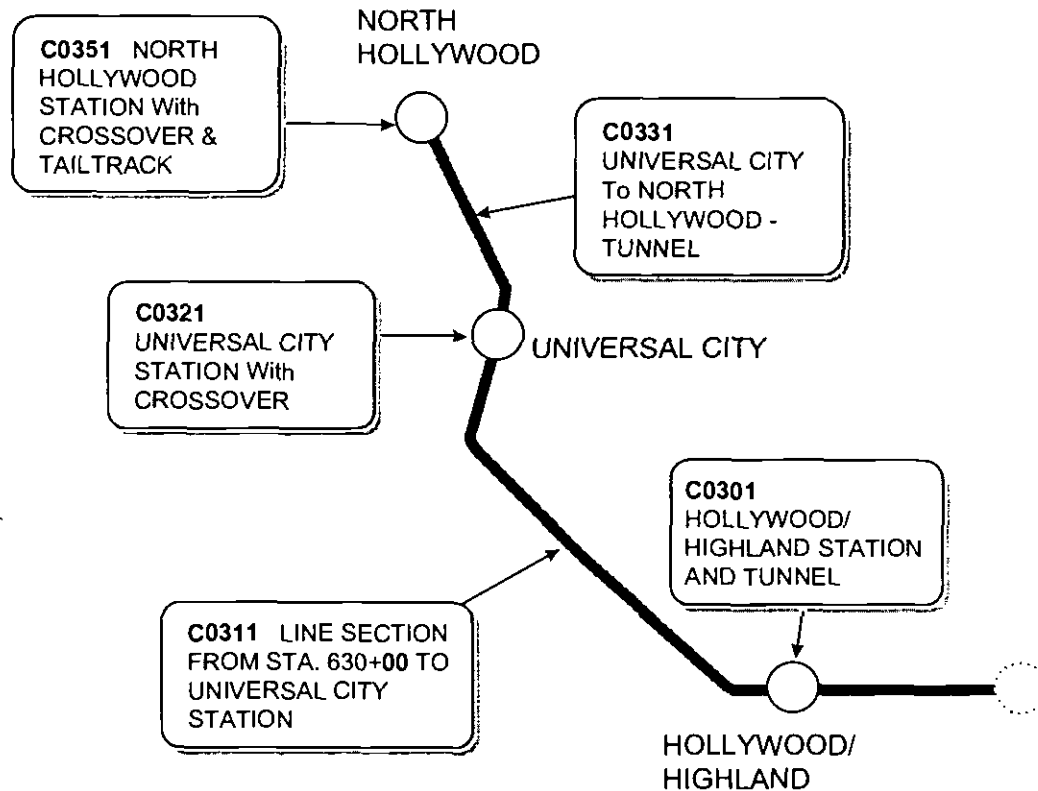 C0351 NORTH
HOLLYWOOD
STATION With
CROSSOVER &
TAILTRACK
NORTH
HOLLYWOOD
C0331
UNIVERSAL CITY
To NORTH
HOLLYWOOD -
TUNNEL
C0321
UNIVERSAL CITY
STATION With
CROSSOVER
UNIVERSAL CITY
C0301
HOLLYWOOD/
HIGHLAND STATION
AND TUNNEL
C0311 LINE SECTION
FROM STA. 630+00 TO
UNIVERSAL CITY
STATION
HOLLYWOOD/
HIGHLAND